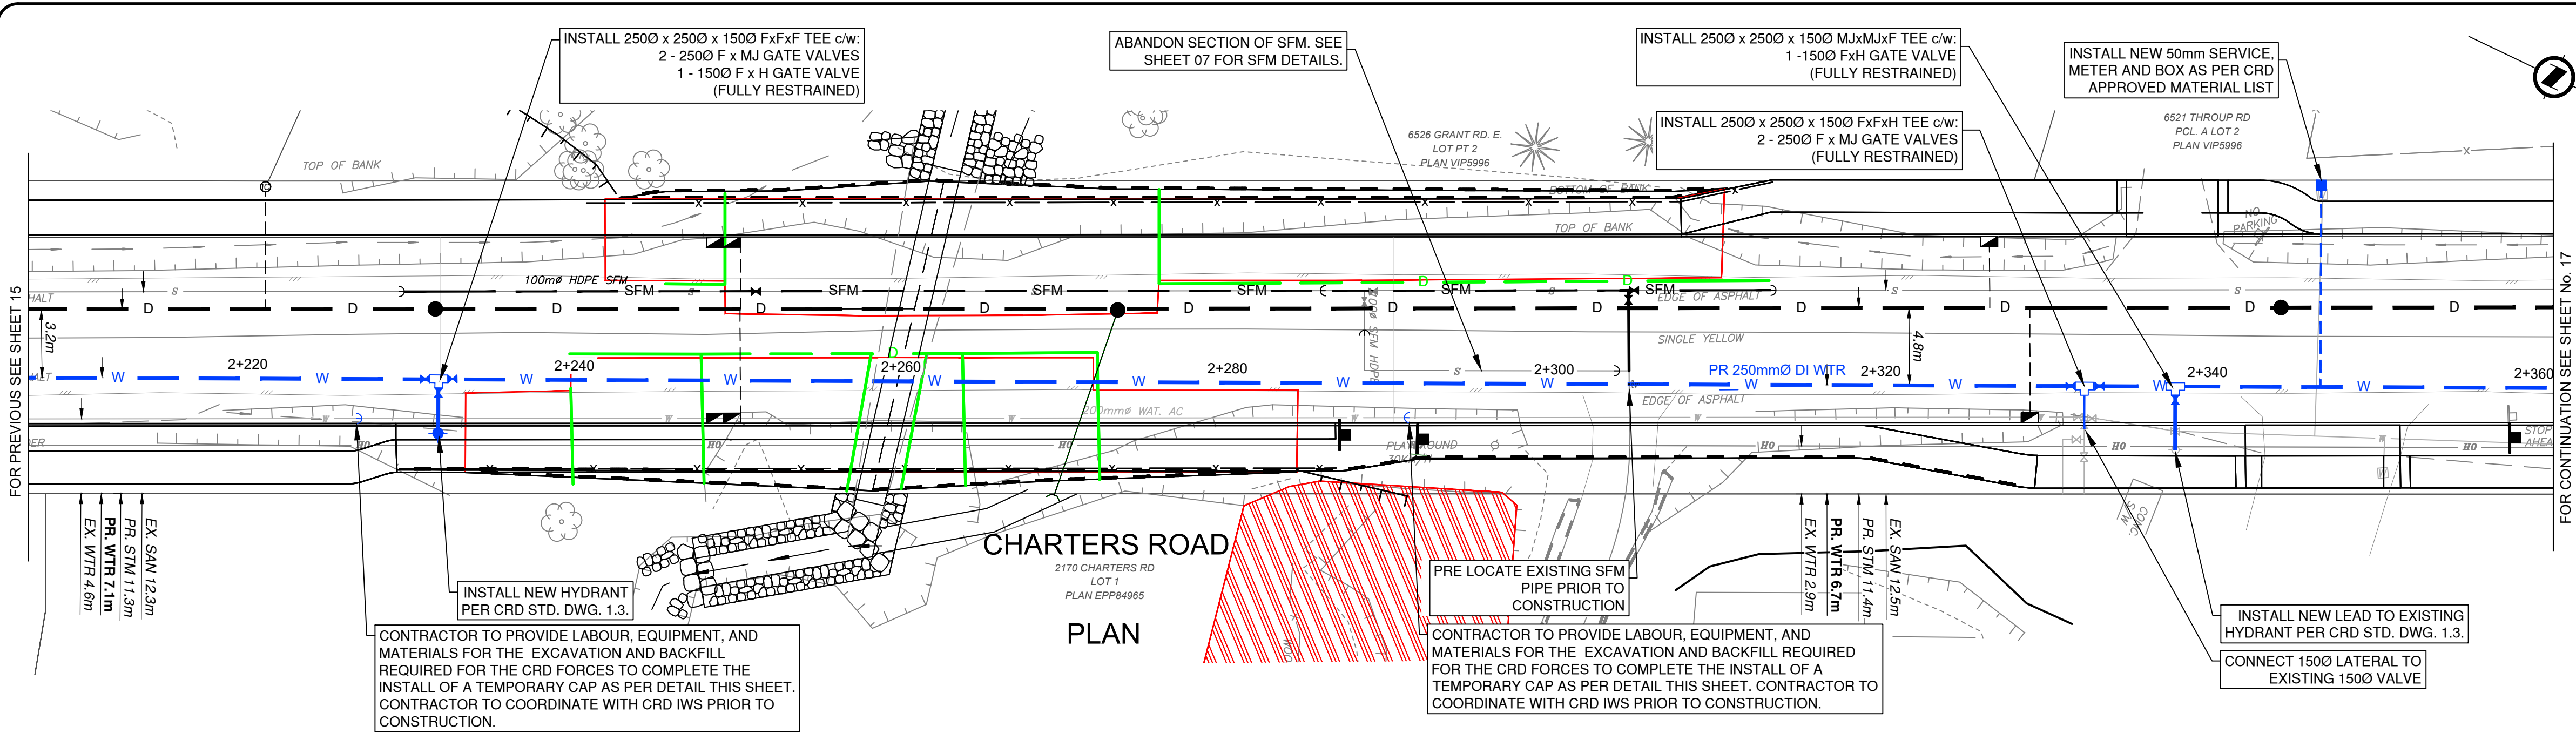 INSTALL 250Ø x 250Ø x 150Ø FxFxF TEE c/w:
2 - 250Ø F x MJ GATE VALVES
1 - 150Ø F x H GATE VALVE
(FULLY RESTRAINED)
ABANDON SECTION OF SFM. SEE
SHEET 07 FOR SFM DETAILS.
INSTALL 250Ø x 250Ø x 150Ø MJxMJxF TEE c/w:
1 -150Ø FxH GATE VALVE
(FULLY RESTRAINED)
INSTALL NEW 50mm SERVICE,
METER AND BOX AS PER CRD
APPROVED MATERIAL LIST
INSTALL 250Ø x 250Ø x 150Ø FxFxH TEE c/w:
2 - 250Ø F x MJ GATE VALVES
(FULLY RESTRAINED)
6526 GRANT RD. E.
LOT PT 2
PLAN VIP5996
6521 THROUP RD
PCL. A LOT 2
PLAN VIP5996
TOP OF BANK
BOTTOM OF BANK
TOP OF BANK
NO
PARKING
100mø HDPE SFM
SFM SFM SFM SFM SFM SFM
S S S S S
D D D D D D D D D D D D
D D D
EDGE OF ASPHALT
HALT
3.2m
SINGLE YELLOW
4.8m
200Ø SFM HDPE
S
2+220
2+240
2+260
2+280
2+300
2+320
2+340
2+360
PR 250mmØ DI WTR
W W W W W W W W W W W
ALT
EDGE OF ASPHALT
200mmø WAT. AC
W W W W W
DER
HO HO HO HO HO
PLAYGROUND
STOP
AHEA
X X X X X X X X X X
FOR PREVIOUS SEE SHEET 15
FOR CONTINUATION SEE SHEET No. 17
EX. WTR 4.6m
PR. WTR 7.1m
PR. STM 11.3m
EX. SAN 12.3m
EX. WTR 2.9m
PR. WTR 6.7m
PR. STM 11.4m
EX. SAN 12.5m
CONC.
CHARTERS ROAD
2170 CHARTERS RD
LOT 1
PLAN EPP84965
PLAN
INSTALL NEW HYDRANT
PER CRD STD. DWG. 1.3.
PRE LOCATE EXISTING SFM
PIPE PRIOR TO
CONSTRUCTION
INSTALL NEW LEAD TO EXISTING
HYDRANT PER CRD STD. DWG. 1.3.
CONNECT 150Ø LATERAL TO
EXISTING 150Ø VALVE
CONTRACTOR TO PROVIDE LABOUR, EQUIPMENT, AND
MATERIALS FOR THE EXCAVATION AND BACKFILL
REQUIRED FOR THE CRD FORCES TO COMPLETE THE
INSTALL OF A TEMPORARY CAP AS PER DETAIL THIS SHEET.
CONTRACTOR TO COORDINATE WITH CRD IWS PRIOR TO
CONSTRUCTION.
CONTRACTOR TO PROVIDE LABOUR, EQUIPMENT, AND
MATERIALS FOR THE EXCAVATION AND BACKFILL REQUIRED
FOR THE CRD FORCES TO COMPLETE THE INSTALL OF A
TEMPORARY CAP AS PER DETAIL THIS SHEET. CONTRACTOR TO
COORDINATE WITH CRD IWS PRIOR TO CONSTRUCTION.